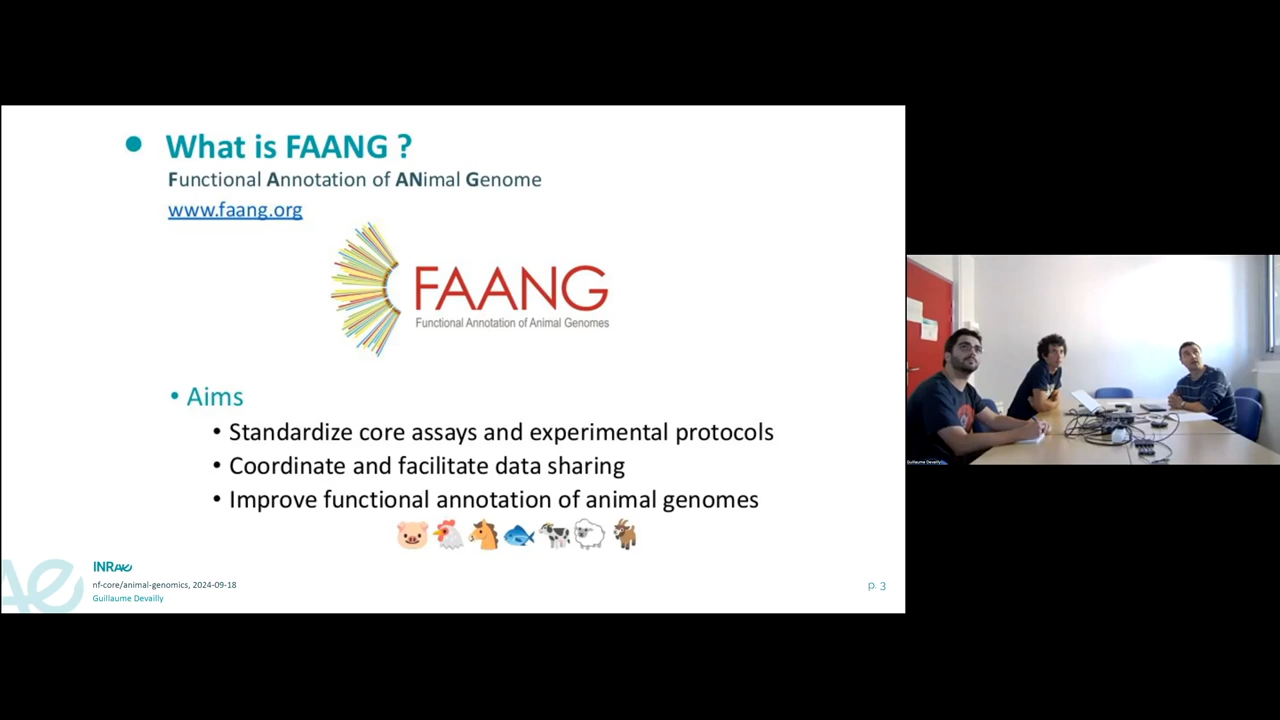 What is FAANG ?
Functional Annotation of ANimal Genome
www.faang.org
FAANG
Functional Annotation of Animal Genomes
• Aims
• Standardize core assays and experimental protocols
• Coordinate and facilitate data sharing
• Improve functional annotation of animal genomes
INRAE
nf-core/animal-genomics, 2024-09-18
Guillaume Devailly
p. 3
Guillaume Devailly